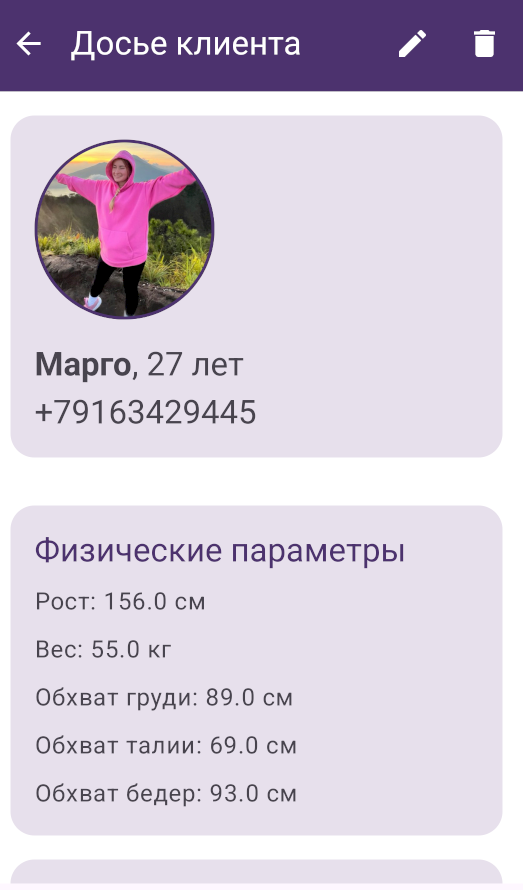 Досье клиента
Марго, 27 лет
+79163429445
Физические параметры
Рост: 156.0 см
Вес: 55.0 кг
Обхват груди: 89.0 см
Обхват талии: 69.0 см
Обхват бедер: 93.0 см